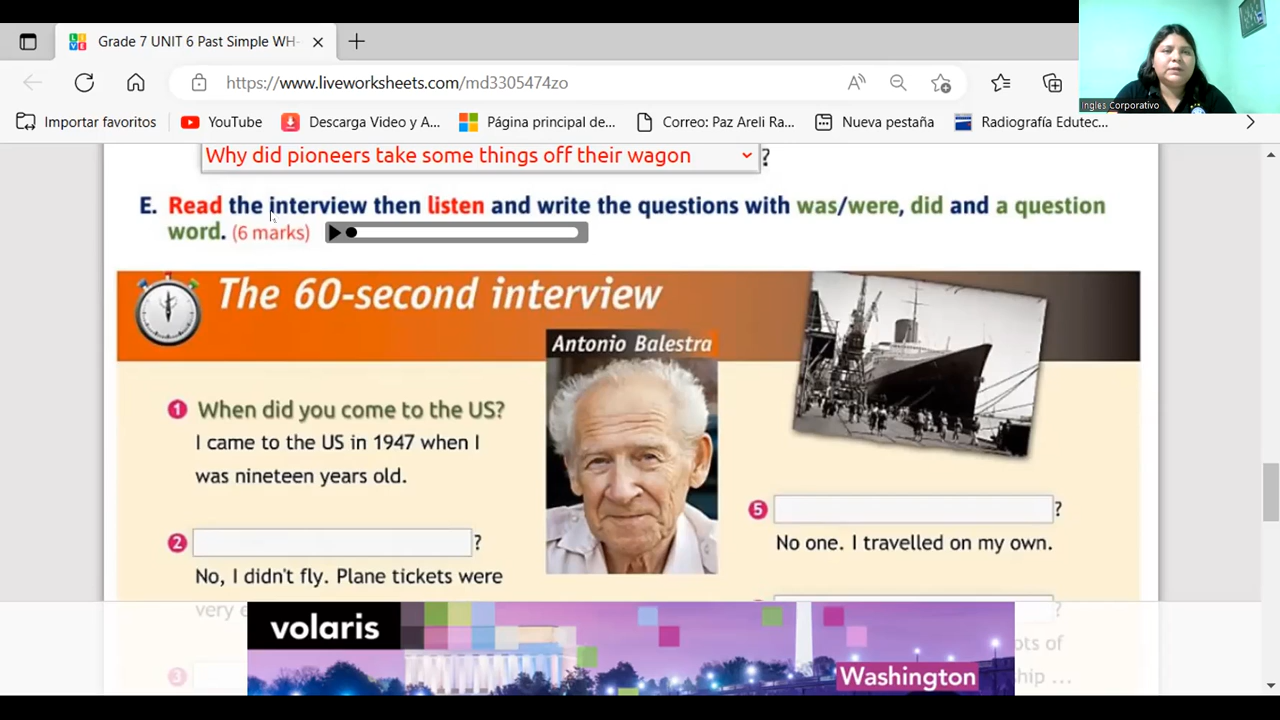 Grade 7 UNIT 6 Past Simple WH-
https://www.liveworksheets.com/md3305474zo
Ingles Corporativo
Importar favoritos
YouTube
Descarga Video y A...
Página principal de...
Correo: Paz Areli Ra...
Nueva pestaña
Radiografía Edutec...
Why did pioneers take some things off their wagon ?
E. Read the interview then listen and write the questions with was/were, did and a question
word. (6 marks)
The 60-second interview
Antonio Balestra
1 When did you come to the US?
I came to the US in 1947 when I
was nineteen years old.
2 ?
No, I didn't fly. Plane tickets were
very
3
5 ?
No one. I travelled on my own.
?
ots of
ship ...
volaris
Washington